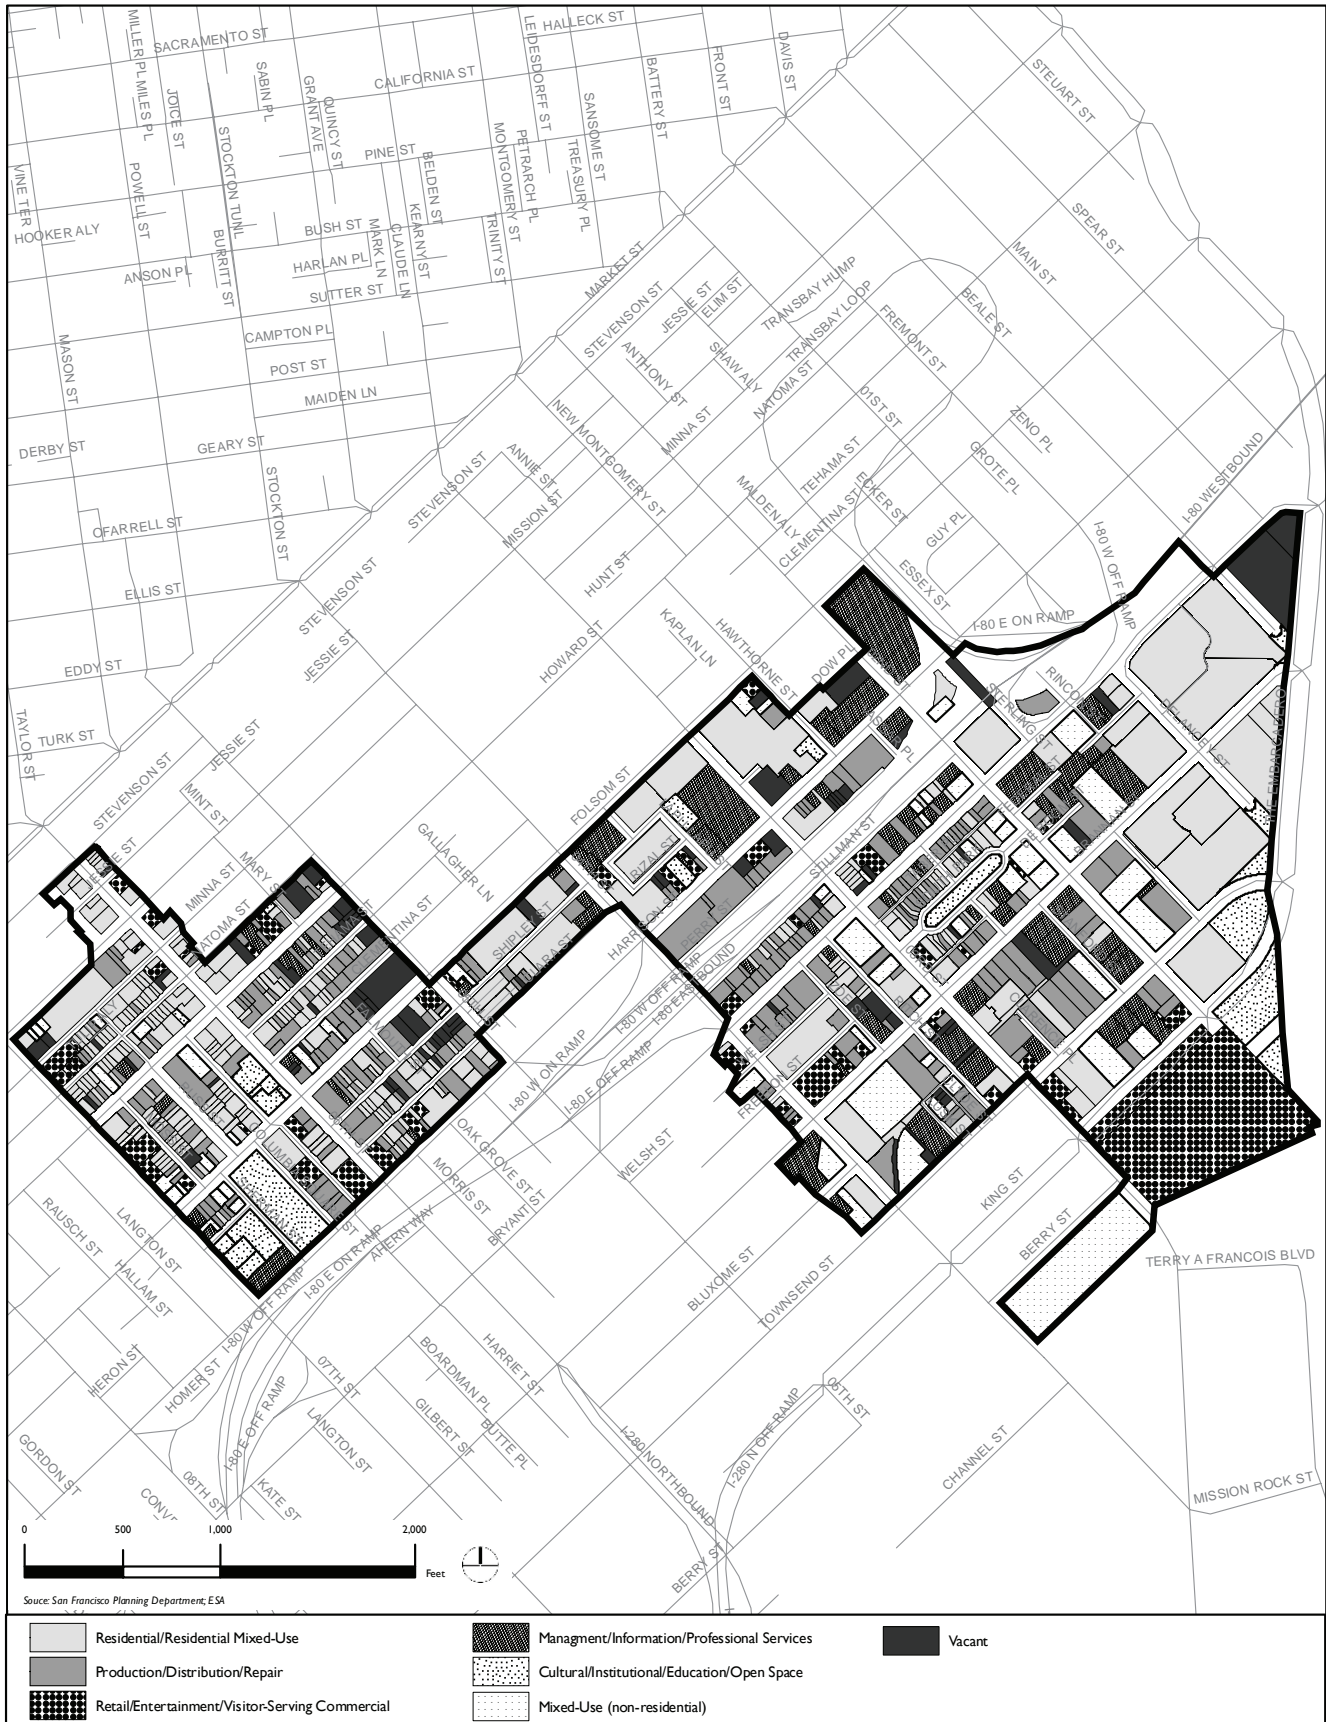 HALLECK ST
SACRAMENTO ST
MILLER PL
MILES PL
JOICE ST
SABIN PL
CALIFORNIA ST
LEIDESDORFF ST
BATTERY ST
FRONT ST
DAVIS ST
STEUART ST
GRANT AVE
QUINCY ST
STOCKTON TUNL
SANSOME ST
PINE ST
MONTGOMERY ST
PETRARCH PL
TREASURY PL
BELDEN ST
VINE TER
POWELL ST
HOOKER ALY
BUSH ST
MARK LN
CLAUDE LN
KEARNY ST
TRINITY ST
BURRITT ST
ANSON PL
HARLAN PL
SUTTER ST
MARKET ST
SPEAR ST
MAIN ST
BEALE ST
FREMONT ST
CAMPTON PL
MASON ST
POST ST
MAIDEN LN
DERBY ST
GEARY ST
STEVENSON ST
JESSIE ST
ELIM ST
TRANSBAY HUMP
TRANSBAY LOOP
ANTHONY ST
SHAW ALY
NATOMA ST
MINNA ST
01ST ST
ZENO PL
GROTE PL
NEW MONTGOMERY ST
ANNIE ST
STEVENSON ST
MISSION ST
TEHAMA ST
ECKER ST
MALDEN ALY
CLEMENTINA ST
GUY PL
ESSEX ST
I-80 WESTBOUND
I-80 W OFF RAMP
I-80 E ON RAMP
STOCKTON ST
OFARRELL ST
ELLIS ST
EDDY ST
TAYLOR ST
TURK ST
STEVENSON ST
JESSIE ST
HUNT ST
HOWARD ST
KAPLAN LN
HAWTHORNE ST
DOW PL
STERLING ST
DELANCEY ST
THE EMBARCADERO
STEVENSON ST
JESSIE ST
MINT ST
MINNA ST
MARY S
NATOMA ST
FOLSOM ST
GALLAGHER LN
CLEMENTINA ST
RIZAL ST
STILLMAN ST
SHIPLEY ST
CLARA ST
HARRISON ST
PERRY ST
I-80 W OFF RAMP
I-80 EASTBOUND
I-80 W ON RAMP
I-80 E OFF RAMP
FREELON ST
WELSH ST
OAK GROVE ST
MORRIS ST
BRYANT ST
COLUMBIA
SHERMAN
RAUSCH ST
LANGTON ST
HALLAM ST
I-80 E ON RAMP
AHERN WAY
I-80 W OFF RAMP
HERON ST
HOMER ST
07TH ST
HARRIET ST
BOARDMAN PL
GILBERT ST
BUTTE PL
LANGTON ST
I-80 E OFF RAMP
GORDON ST
08TH ST
KATE ST
CONV
BLUXOME ST
TOWNSEND ST
KING ST
BERRY ST
TERRY A FRANCOIS BLVD
05TH ST
I-280 N OFF RAMP
I-280 NORTHBOUND
CHANNEL ST
MISSION ROCK ST
BERRY ST
0 500 1,000 2,000
Feet
Souce: San Francisco Planning Department; ESA
Residential/Residential Mixed-Use
Production/Distribution/Repair
Retail/Entertainment/Visitor-Serving Commercial
Managment/Information/Professional Services
Cultural/Institutional/Education/Open Space
Mixed-Use (non-residential)
Vacant